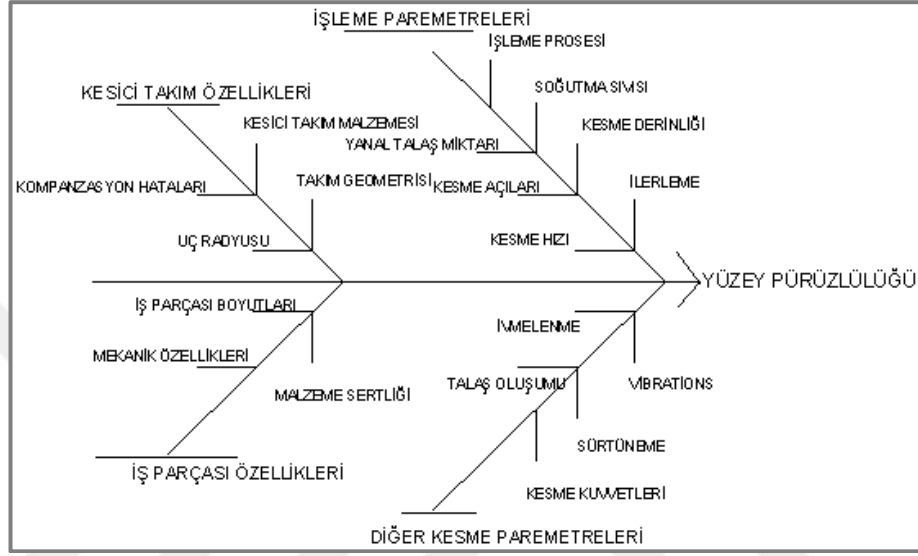 İŞLEME PAREMETRELERİ
İŞLEME PROSESİ
KESİCİ TAKIM ÖZELLİKLERİ
SOĞUTMA SIVISI
KESİCİ TAKIM MALZEMESİ
KESME DERİNLİĞİ
YANAL TALAŞ MİKTARI
KOMPANZASYON HATALARI
TAKIM GEOMETRİSİ
KESME AÇILARI
İLERLEME
UÇ RADYUSU
KESME HIZI
YÜZEY PÜRÜZLÜLÜĞÜ
İŞ PARÇASI BOYUTLARI
İVMELENME
MEKANİK ÖZELLİKLERİ
TALAŞ OLUŞUMU
VIBRATIONS
MALZEME SERTLİĞİ
SÜRTÜNEME
İŞ PARÇASI ÖZELLİKLERİ
KESME KUVVETLERİ
DİĞER KESME PAREMETRELERİ